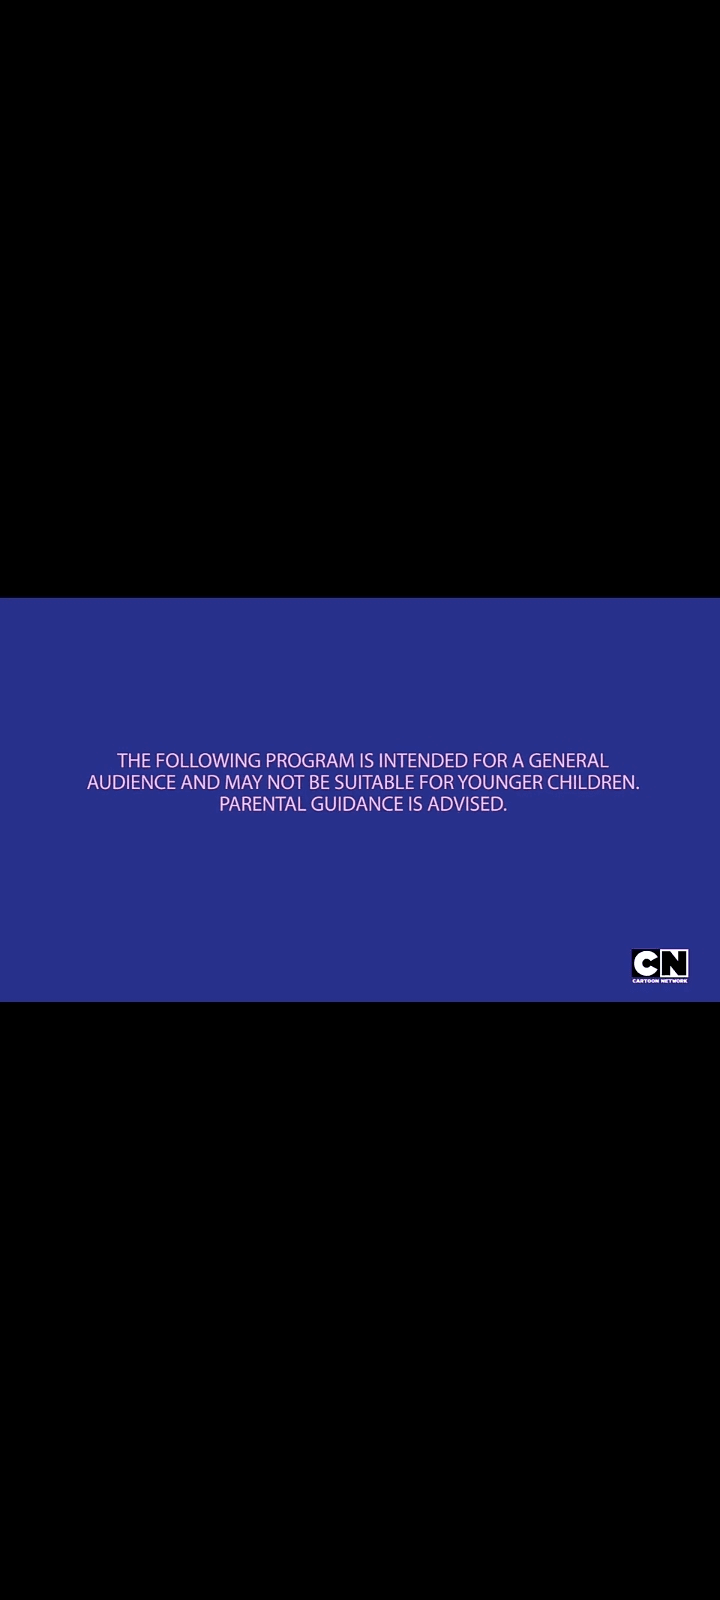 THE FOLLOWING PROGRAM IS INTENDED FOR A GENERAL
AUDIENCE AND MAY NOT BE SUITABLE FOR YOUNGER CHILDREN.
PARENTAL GUIDANCE IS ADVISED.
CN
CARTOON NETWORK